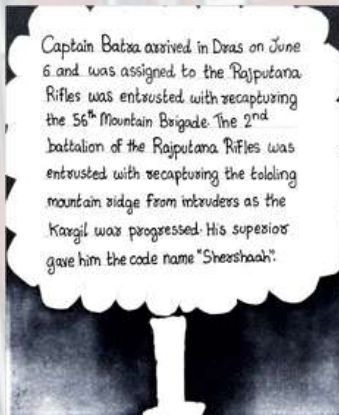 Captain Batra arrived in Dras on June
6 and was assigned to the Rajputana
Rifles was entrusted with recapturing
the 56th Mountain Brigade. The 2nd
battalion of the Rajputana Rifles was
entrusted with recapturing the tololing
mountain ridge from intruders as the
Kargil war progressed. His superior
gave him the code name "Shershaah".